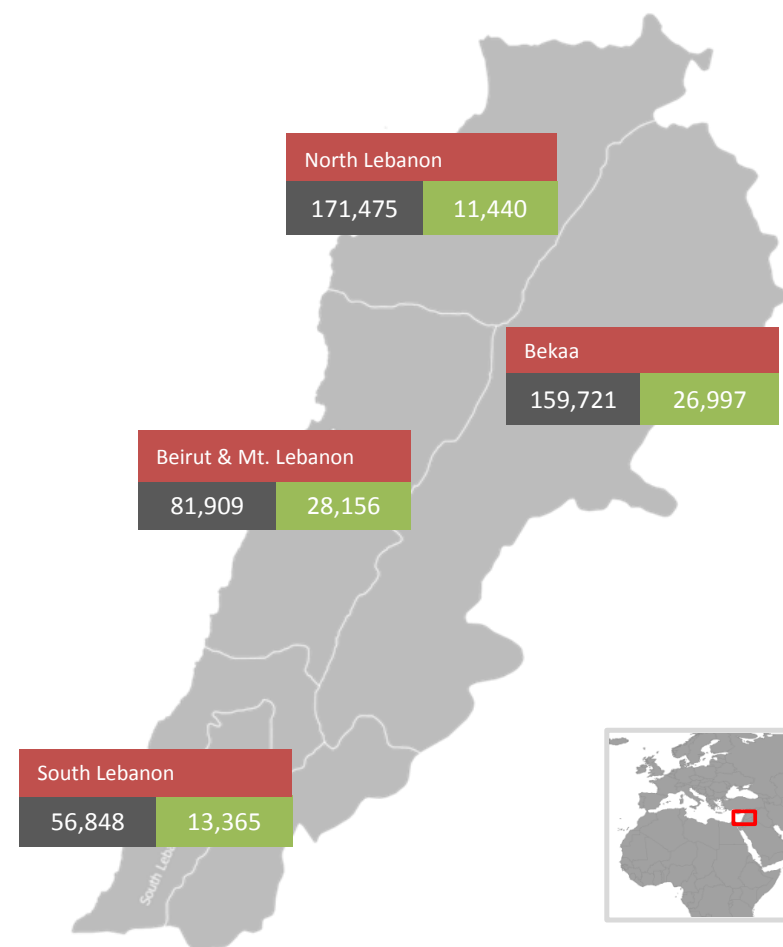 North Lebanon
171,475 11,440
Bekaa
159,721 26,997
Beirut & Mt. Lebanon
81,909 28,156
South Lebanon
56,848 13,365
South